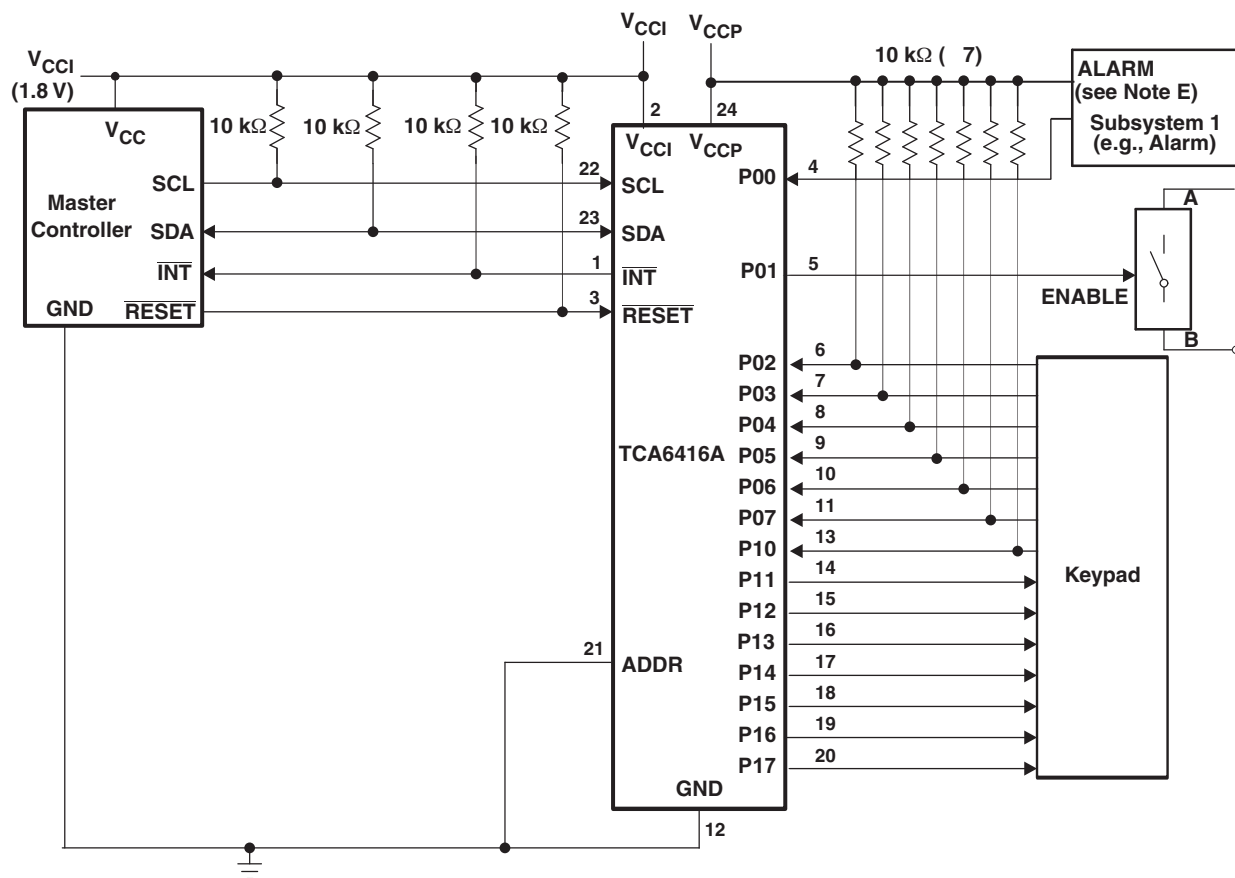 VCCI
VCCP
VCCI
(1.8 V)
10 kΩ ( 7)
ALARM
(see Note E)
Subsystem 1
(e.g., Alarm)
VCC
10 kΩ
10 kΩ
10 kΩ
10 kΩ
2
24
VCCI
VCCP
Master
Controller
SCL
22
SCL
P00
4
SDA
23
SDA
INT
1
INT
P01
5
ENABLE
A
B
GND
RESET
3
RESET
P02
6
P03
7
P04
8
TCA6416A
P05
9
P06
10
P07
11
P10
13
Keypad
P11
14
P12
15
P13
16
21
ADDR
P14
17
P15
18
P16
19
P17
20
GND
12